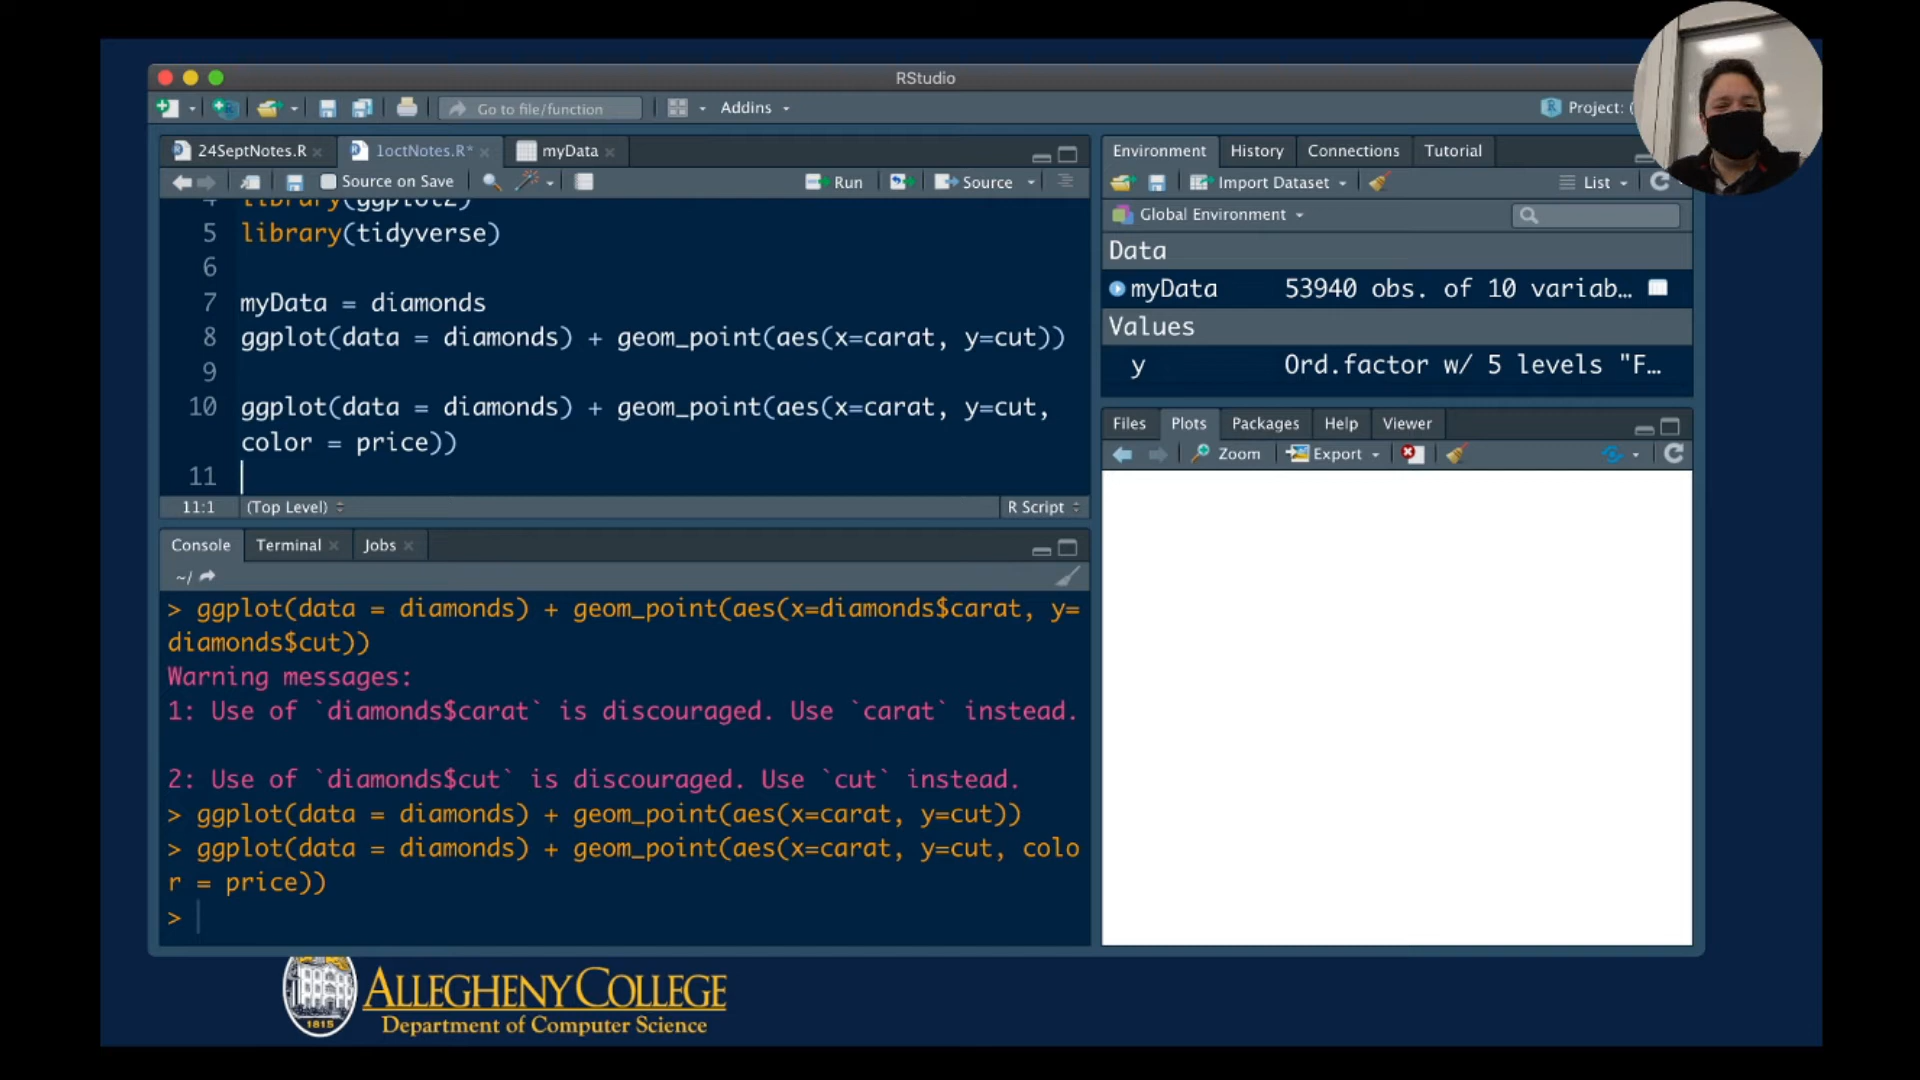 RStudio
Go to file/function
Addins
Project: (
24SeptNotes.R
1octNotes.R*
myData
Source on Save
Run
Source
4 library(ggplot2)
5 library(tidyverse)
6
7 myData = diamonds
8 ggplot(data = diamonds) + geom_point(aes(x=carat, y=cut))
9
10 ggplot(data = diamonds) + geom_point(aes(x=carat, y=cut,
color = price))
11
11:1 (Top Level) R Script
Console Terminal Jobs
~/
> ggplot(data = diamonds) + geom_point(aes(x=diamonds$carat, y=
diamonds$cut))
Warning messages:
1: Use of `diamonds$carat` is discouraged. Use `carat` instead.
2: Use of `diamonds$cut` is discouraged. Use `cut` instead.
> ggplot(data = diamonds) + geom_point(aes(x=carat, y=cut))
> ggplot(data = diamonds) + geom_point(aes(x=carat, y=cut, colo
r = price))
>
Environment History Connections Tutorial
Import Dataset List
Global Environment
Data
myData 53940 obs. of 10 variab…
Values
y Ord.factor w/ 5 levels "F…
Files Plots Packages Help Viewer
Zoom Export
1815
ALLEGHENY COLLEGE
Department of Computer Science